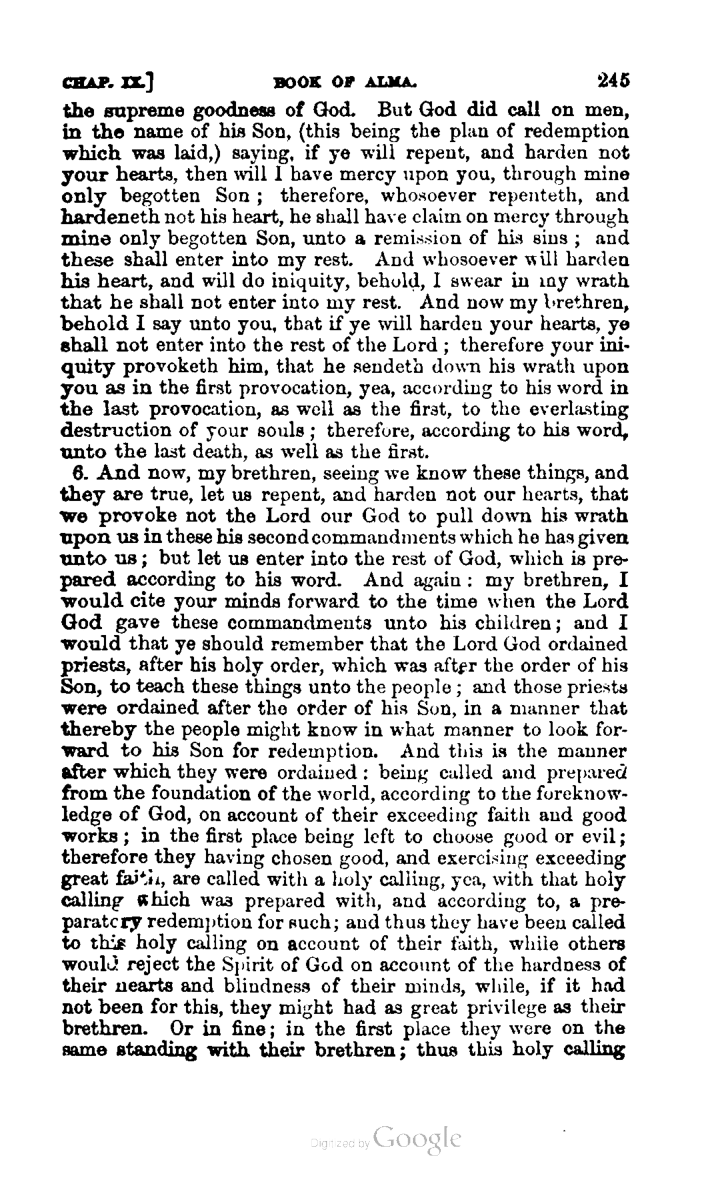 CHAP. IX.] BOOK OF ALMA. 245
the supreme goodness of God. But God did call on men,
in the name of his Son, (this being the plan of redemption
which was laid,) saying, if ye will repent, and harden not
your hearts, then will I have mercy upon you, through mine
only begotten Son ; therefore, whosoever repenteth, and
hardeneth not his heart, he shall have claim on mercy through
mine only begotten Son, unto a remission of his sins ; and
these shall enter into my rest. And whosoever will harden
his heart, and will do iniquity, behold, I swear in my wrath
that he shall not enter into my rest. And now my brethren,
behold I say unto you, that if ye will harden your hearts, ye
shall not enter into the rest of the Lord ; therefore your ini-
quity provoketh him, that he sendeth down his wrath upon
you as in the first provocation, yea, according to his word in
the last provocation, as well as the first, to the everlasting
destruction of your souls ; therefore, according to his word,
unto the last death, as well as the first.
6. And now, my brethren, seeing we know these things, and
they are true, let us repent, and harden not our hearts, that
we provoke not the Lord our God to pull down his wrath
upon us in these his second commandments which he has given
unto us ; but let us enter into the rest of God, which is pre-
pared according to his word. And again : my brethren, I
would cite your minds forward to the time when the Lord
God gave these commandments unto his children ; and I
would that ye should remember that the Lord God ordained
priests, after his holy order, which was after the order of his
Son, to teach these things unto the people ; and those priests
were ordained after the order of his Son, in a manner that
thereby the people might know in what manner to look for-
ward to his Son for redemption. And this is the manner
after which they were ordained : being called and prepared
from the foundation of the world, according to the foreknow-
ledge of God, on account of their exceeding faith and good
works ; in the first place being left to choose good or evil ;
therefore they having chosen good, and exercising exceeding
great faith, are called with a holy calling, yea, with that holy
calling which was prepared with, and according to, a pre-
paratory redemption for such ; and thus they have been called
to this holy calling on account of their faith, while others
would reject the Spirit of God on account of the hardness of
their hearts and blindness of their minds, while, if it had
not been for this, they might had as great privilege as their
brethren. Or in fine ; in the first place they were on the
same standing with their brethren ; thus this holy calling
Digitized by Google